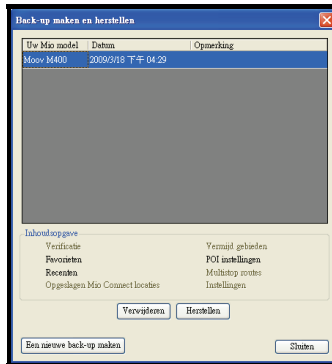 Back-up maken en herstellen
Uw Mio model Datum Opmerking
Moov M400 2009/3/18 下午 04:29
Inhoudsopgave
Verificatie Vermijd gebieden
Favorieten POI instellingen
Recenten Multistop routes
Opgeslagen Mio Connect locaties Instellingen
Verwijderen Herstellen
Een nieuwe back-up maken Sluiten